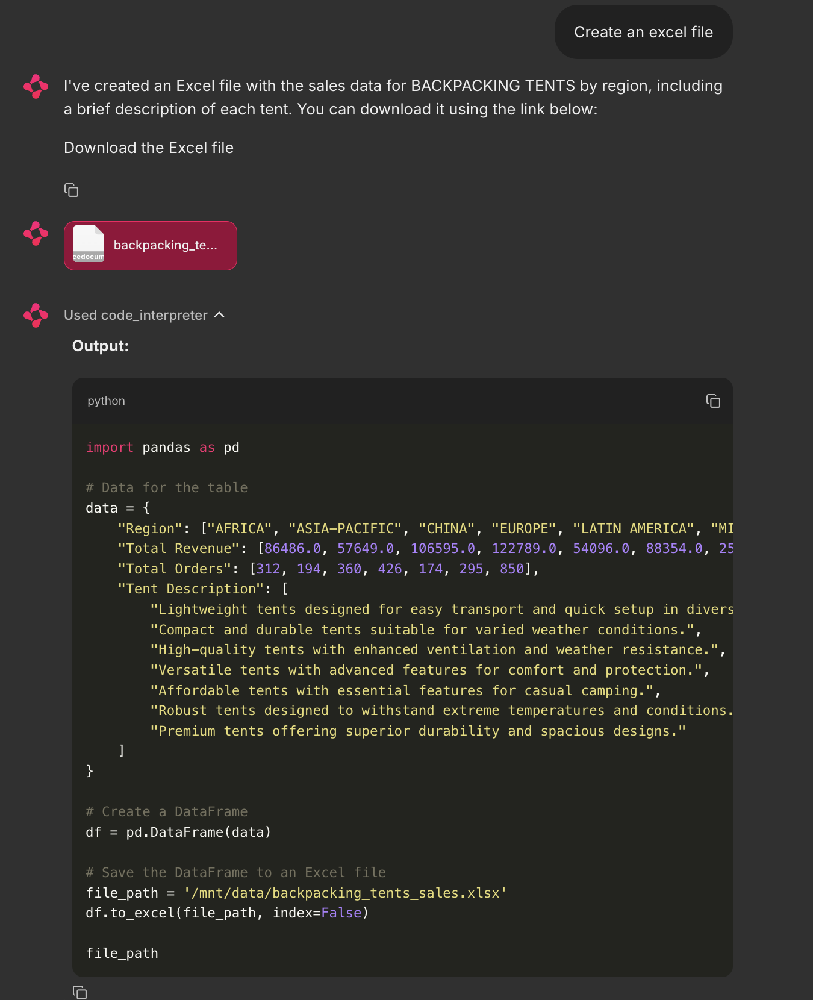 Create an excel file
I've created an Excel file with the sales data for BACKPACKING TENTS by region, including
a brief description of each tent. You can download it using the link below:
Download the Excel file
cedocum
backpacking_te...
Used code_interpreter
Output:
python
import pandas as pd
# Data for the table
data = {
    "Region": ["AFRICA", "ASIA-PACIFIC", "CHINA", "EUROPE", "LATIN AMERICA", "MI
    "Total Revenue": [86486.0, 57649.0, 106595.0, 122789.0, 54096.0, 88354.0, 25
    "Total Orders": [312, 194, 360, 426, 174, 295, 850],
    "Tent Description": [
        "Lightweight tents designed for easy transport and quick setup in divers
        "Compact and durable tents suitable for varied weather conditions.",
        "High-quality tents with enhanced ventilation and weather resistance.",
        "Versatile tents with advanced features for comfort and protection.",
        "Affordable tents with essential features for casual camping.",
        "Robust tents designed to withstand extreme temperatures and conditions.
        "Premium tents offering superior durability and spacious designs."
    ]
}
# Create a DataFrame
df = pd.DataFrame(data)
# Save the DataFrame to an Excel file
file_path = '/mnt/data/backpacking_tents_sales.xlsx'
df.to_excel(file_path, index=False)
file_path